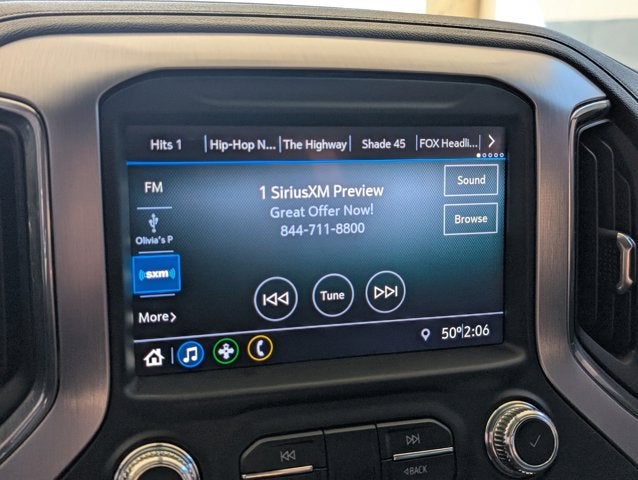 Hits 1 Hip-Hop N... The Highway Shade 45 FOX Headli...
FM
Olivia's P
sxm
More
1 SiriusXM Preview
Great Offer Now!
844-711-8800
Sound
Browse
Tune
50° 2:06
BACK